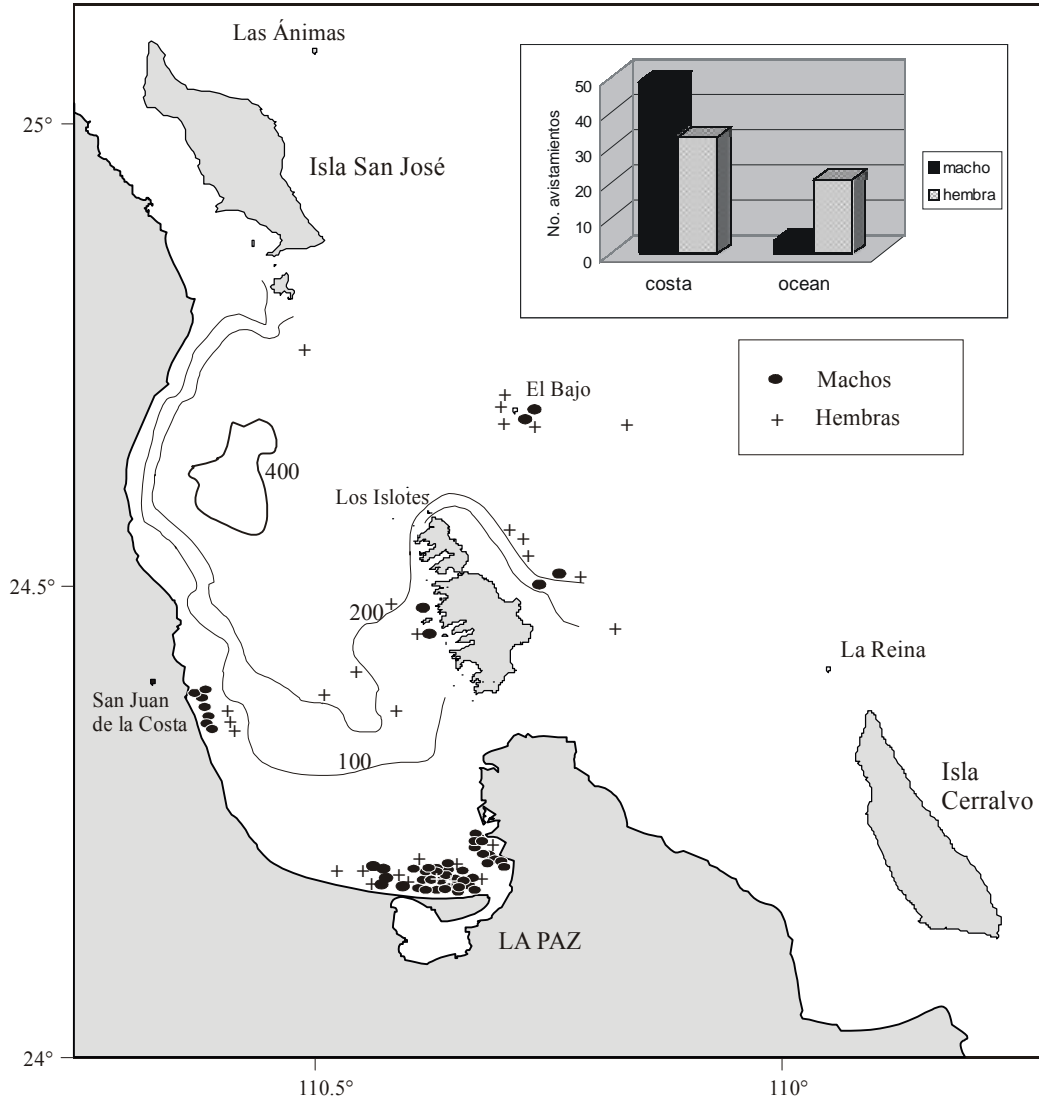 Las Ánimas
25°
Isla San José
50
40
30
20
10
0
No. avistamientos
costa
ocean
macho
hembra
Machos
Hembras
El Bajo
400
Los Islotes
24.5°
200
La Reina
San Juan
de la Costa
100
Isla
Cerralvo
LA PAZ
24°
110.5°
110°